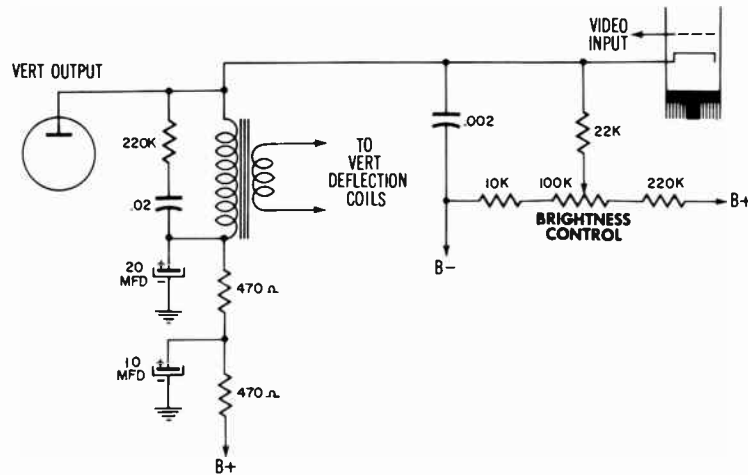 VIDEO
INPUT
VERT OUTPUT
220K
.02
TO
VERT
DEFLECTION
COILS
.002
22K
10K
100K
220K
B+
BRIGHTNESS
CONTROL
B-
20
MFD
+
-
470 Ω
10
MFD
+
-
470 Ω
B+